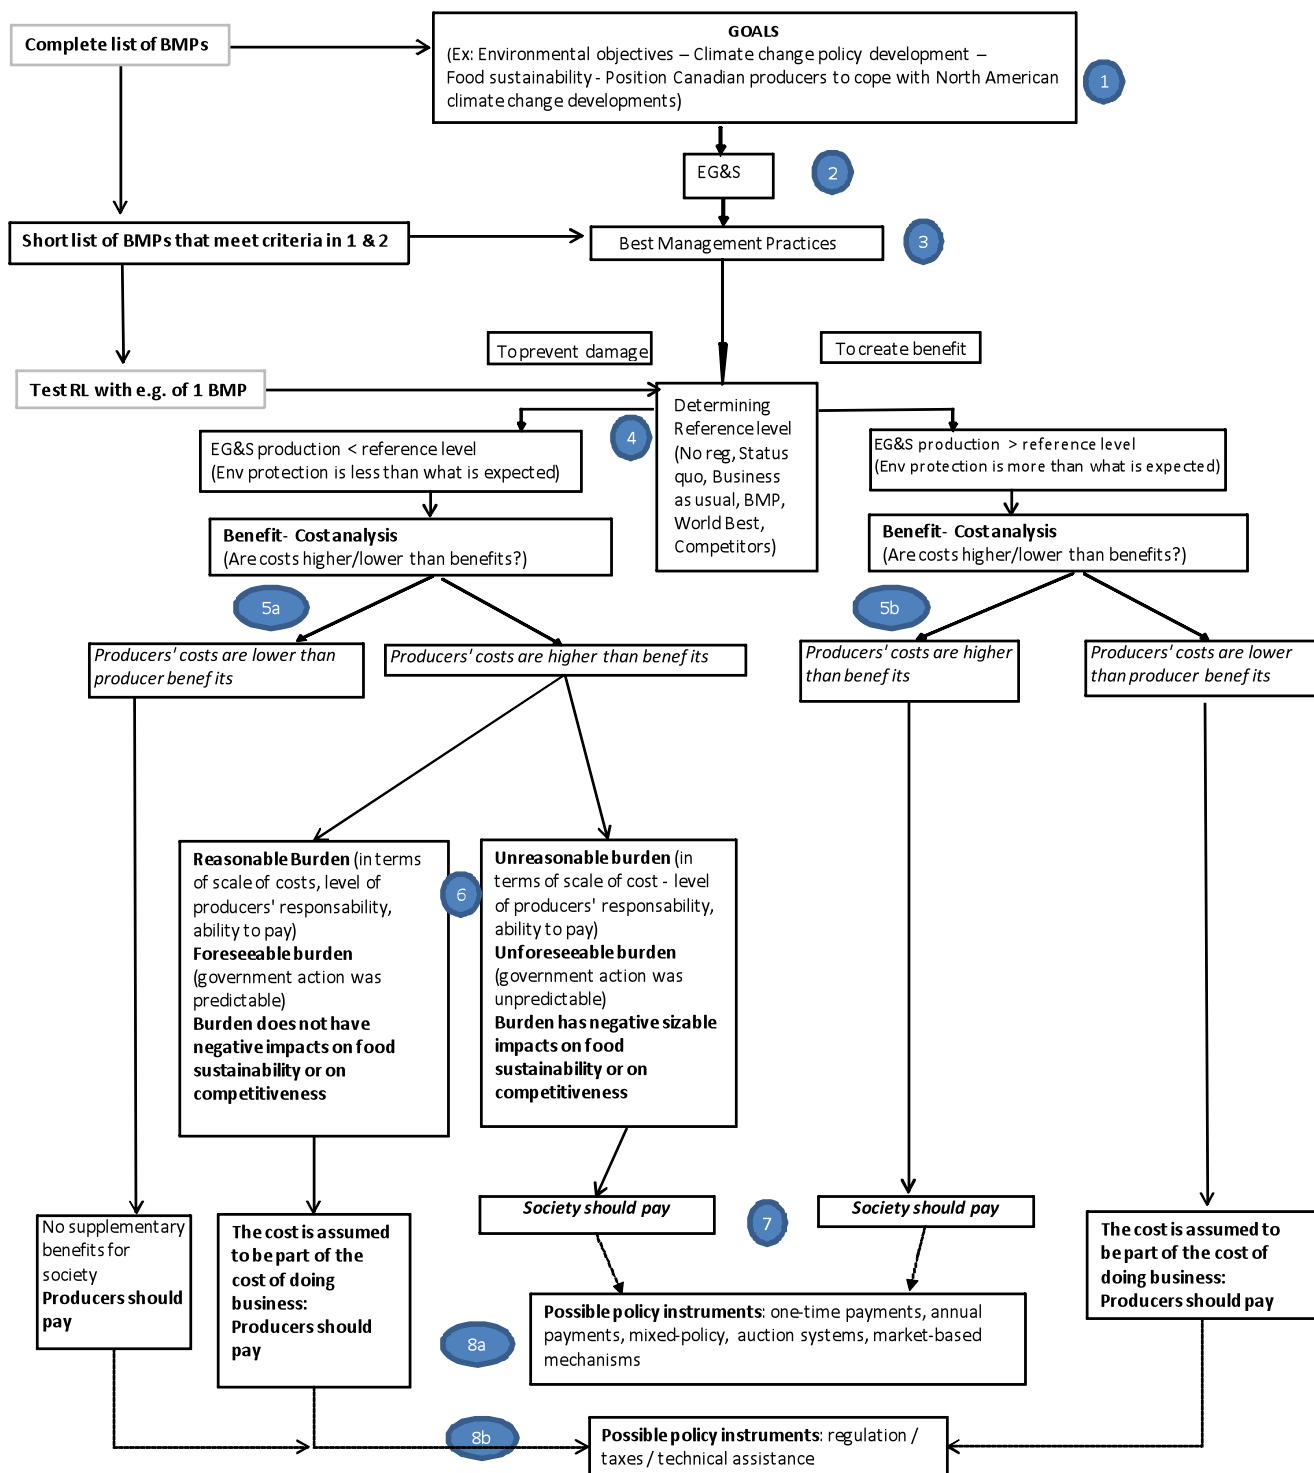 Complete list of BMPs
GOALS
(Ex: Environmental objectives – Climate change policy development –
Food sustainability - Position Canadian producers to cope with North American
climate change developments)
1
EG&S
2
Short list of BMPs that meet criteria in 1 & 2
Best Management Practices
3
To prevent damage
To create benefit
Test RL with e.g. of 1 BMP
Determining
Reference level
(No reg, Status
quo, Business
as usual, BMP,
World Best,
Competitors)
4
EG&S production < reference level
(Env protection is less than what is expected)
EG&S production > reference level
(Env protection is more than what is expected)
Benefit- Cost analysis
(Are costs higher/lower than benefits?)
Benefit- Cost analysis
(Are costs higher/lower than benefits?)
5a
5b
Producers' costs are lower than
producer benefits
Producers' costs are higher than benefits
Producers' costs are higher
than benefits
Producers' costs are lower
than producer benefits
Reasonable Burden (in terms
of scale of costs, level of
producers' responsability,
ability to pay)
Foreseeable burden
(government action was
predictable)
Burden does not have
negative impacts on food
sustainability or on
competitiveness
6
Unreasonable burden (in
terms of scale of cost - level
of producers' responsability,
ability to pay)
Unforeseeable burden
(government action was
unpredictable)
Burden has negative sizable
impacts on food
sustainability or on
competitiveness
Society should pay
7
Society should pay
No supplementary
benefits for
society
Producers should
pay
The cost is assumed
to be part of the
cost of doing
business:
Producers should
pay
The cost is assumed to
be part of the cost of
doing business:
Producers should pay
8a
Possible policy instruments: one-time payments, annual
payments, mixed-policy, auction systems, market-based
mechanisms
8b
Possible policy instruments: regulation /
taxes / technical assistance